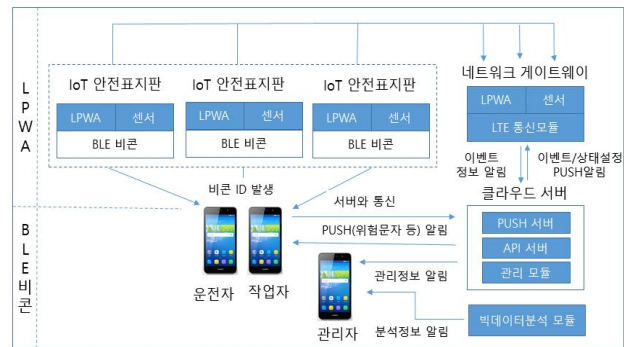 LPWA
IoT 안전표지판
IoT 안전표지판
IoT 안전표지판
네트워크 게이트웨이
LPWA 센서
BLE 비콘
LPWA 센서
BLE 비콘
LPWA 센서
BLE 비콘
LPWA 센서
LTE 통신모듈
이벤트
정보 알림
이벤트/상태설정
PUSH알림
비콘 ID 발생
서버와 통신
클라우드 서버
BLE비콘
PUSH(위험문자 등) 알림
PUSH 서버
API 서버
관리 모듈
운전자
작업자
관리정보 알림
관리자
분석정보 알림
빅데이터분석 모듈